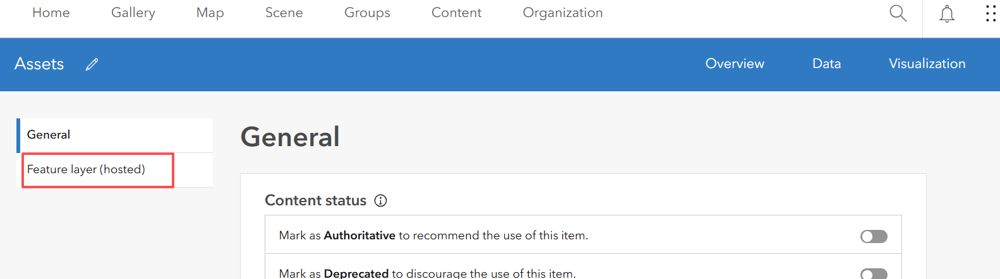 Home Gallery Map Scene Groups Content Organization
Assets Overview Data Visualization
General
Feature layer (hosted)
General
Content status
Mark as Authoritative to recommend the use of this item.
Mark as Deprecated to discourage the use of this item.